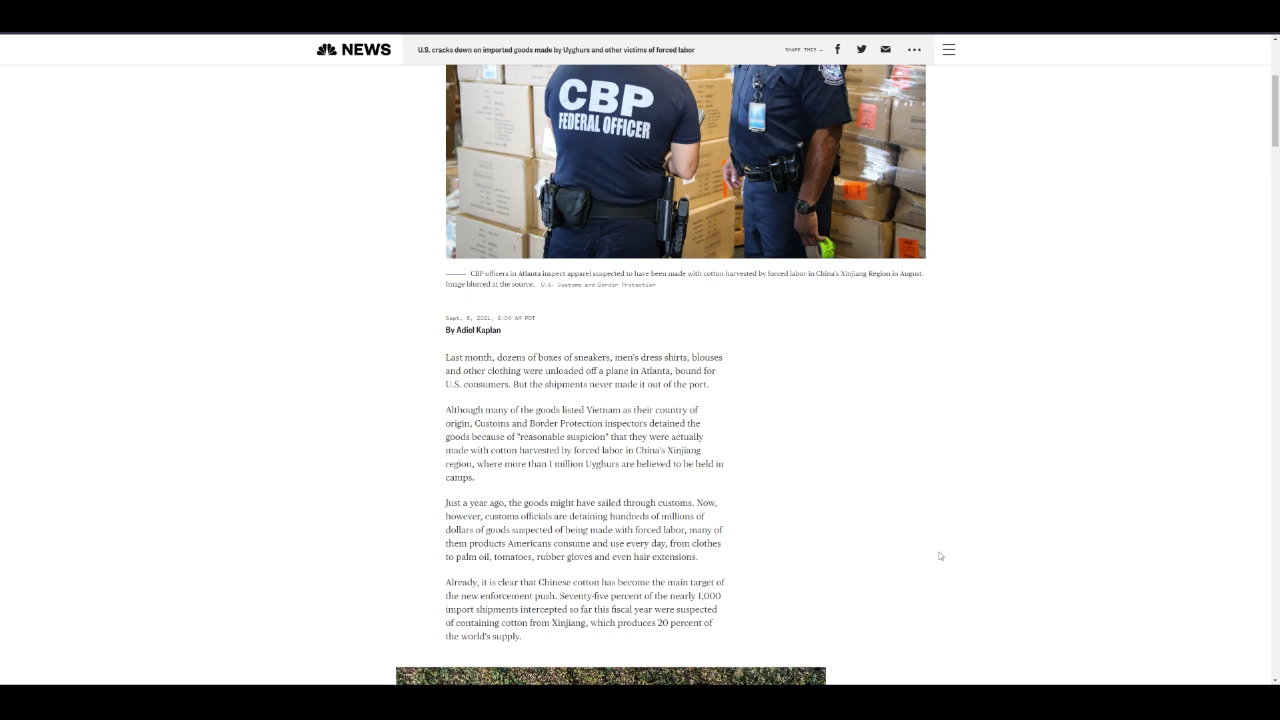 NEWS
U.S. cracks down on imported goods made by Uyghurs and other victims of forced labor
SHARE THIS —
CBP
FEDERAL OFFICER
CBP officers in Atlanta inspect apparel suspected to have been made with cotton harvested by forced labor in China's Xinjiang Region in August.
Image blurred at the source. U.S. Customs and Border Protection
By Adiel Kaplan
Last month, dozens of boxes of sneakers, men's dress shirts, blouses
and other clothing were unloaded off a plane in Atlanta, bound for
U.S. consumers. But the shipments never made it out of the port.
Although many of the goods listed Vietnam as their country of
origin, Customs and Border Protection inspectors detained the
goods because of "reasonable suspicion" that they were actually
made with cotton harvested by forced labor in China's Xinjiang
region, where more than 1 million Uyghurs are believed to be held in
camps.
Just a year ago, the goods might have sailed through customs. Now,
however, customs officials are detaining hundreds of millions of
dollars of goods suspected of being made with forced labor, many of
them products Americans consume and use every day, from clothes
to palm oil, tomatoes, rubber gloves and even hair extensions.
Already, it is clear that Chinese cotton has become the main target of
the new enforcement push. Seventy-five percent of the nearly 1,000
import shipments intercepted so far this fiscal year were suspected
of containing cotton from Xinjiang, which produces 20 percent of
the world's supply.